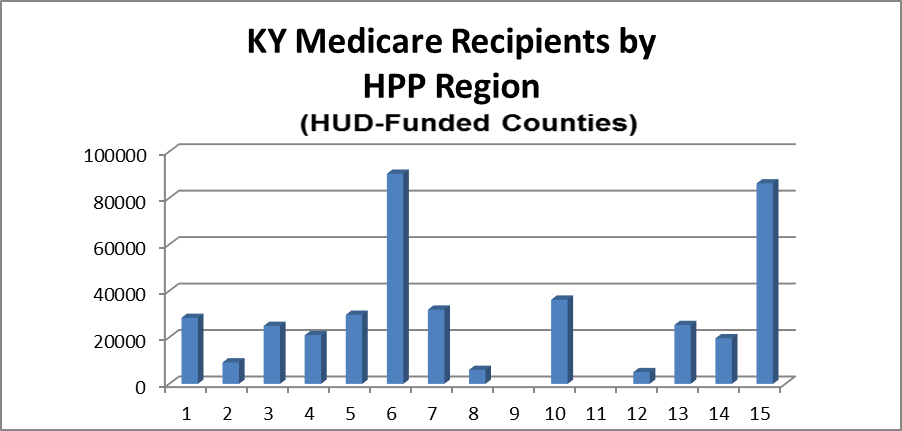 KY Medicare Recipients by
HPP Region
(HUD-Funded Counties)
100000
80000
60000
40000
20000
0
1 2 3 4 5 6 7 8 9 10 11 12 13 14 15